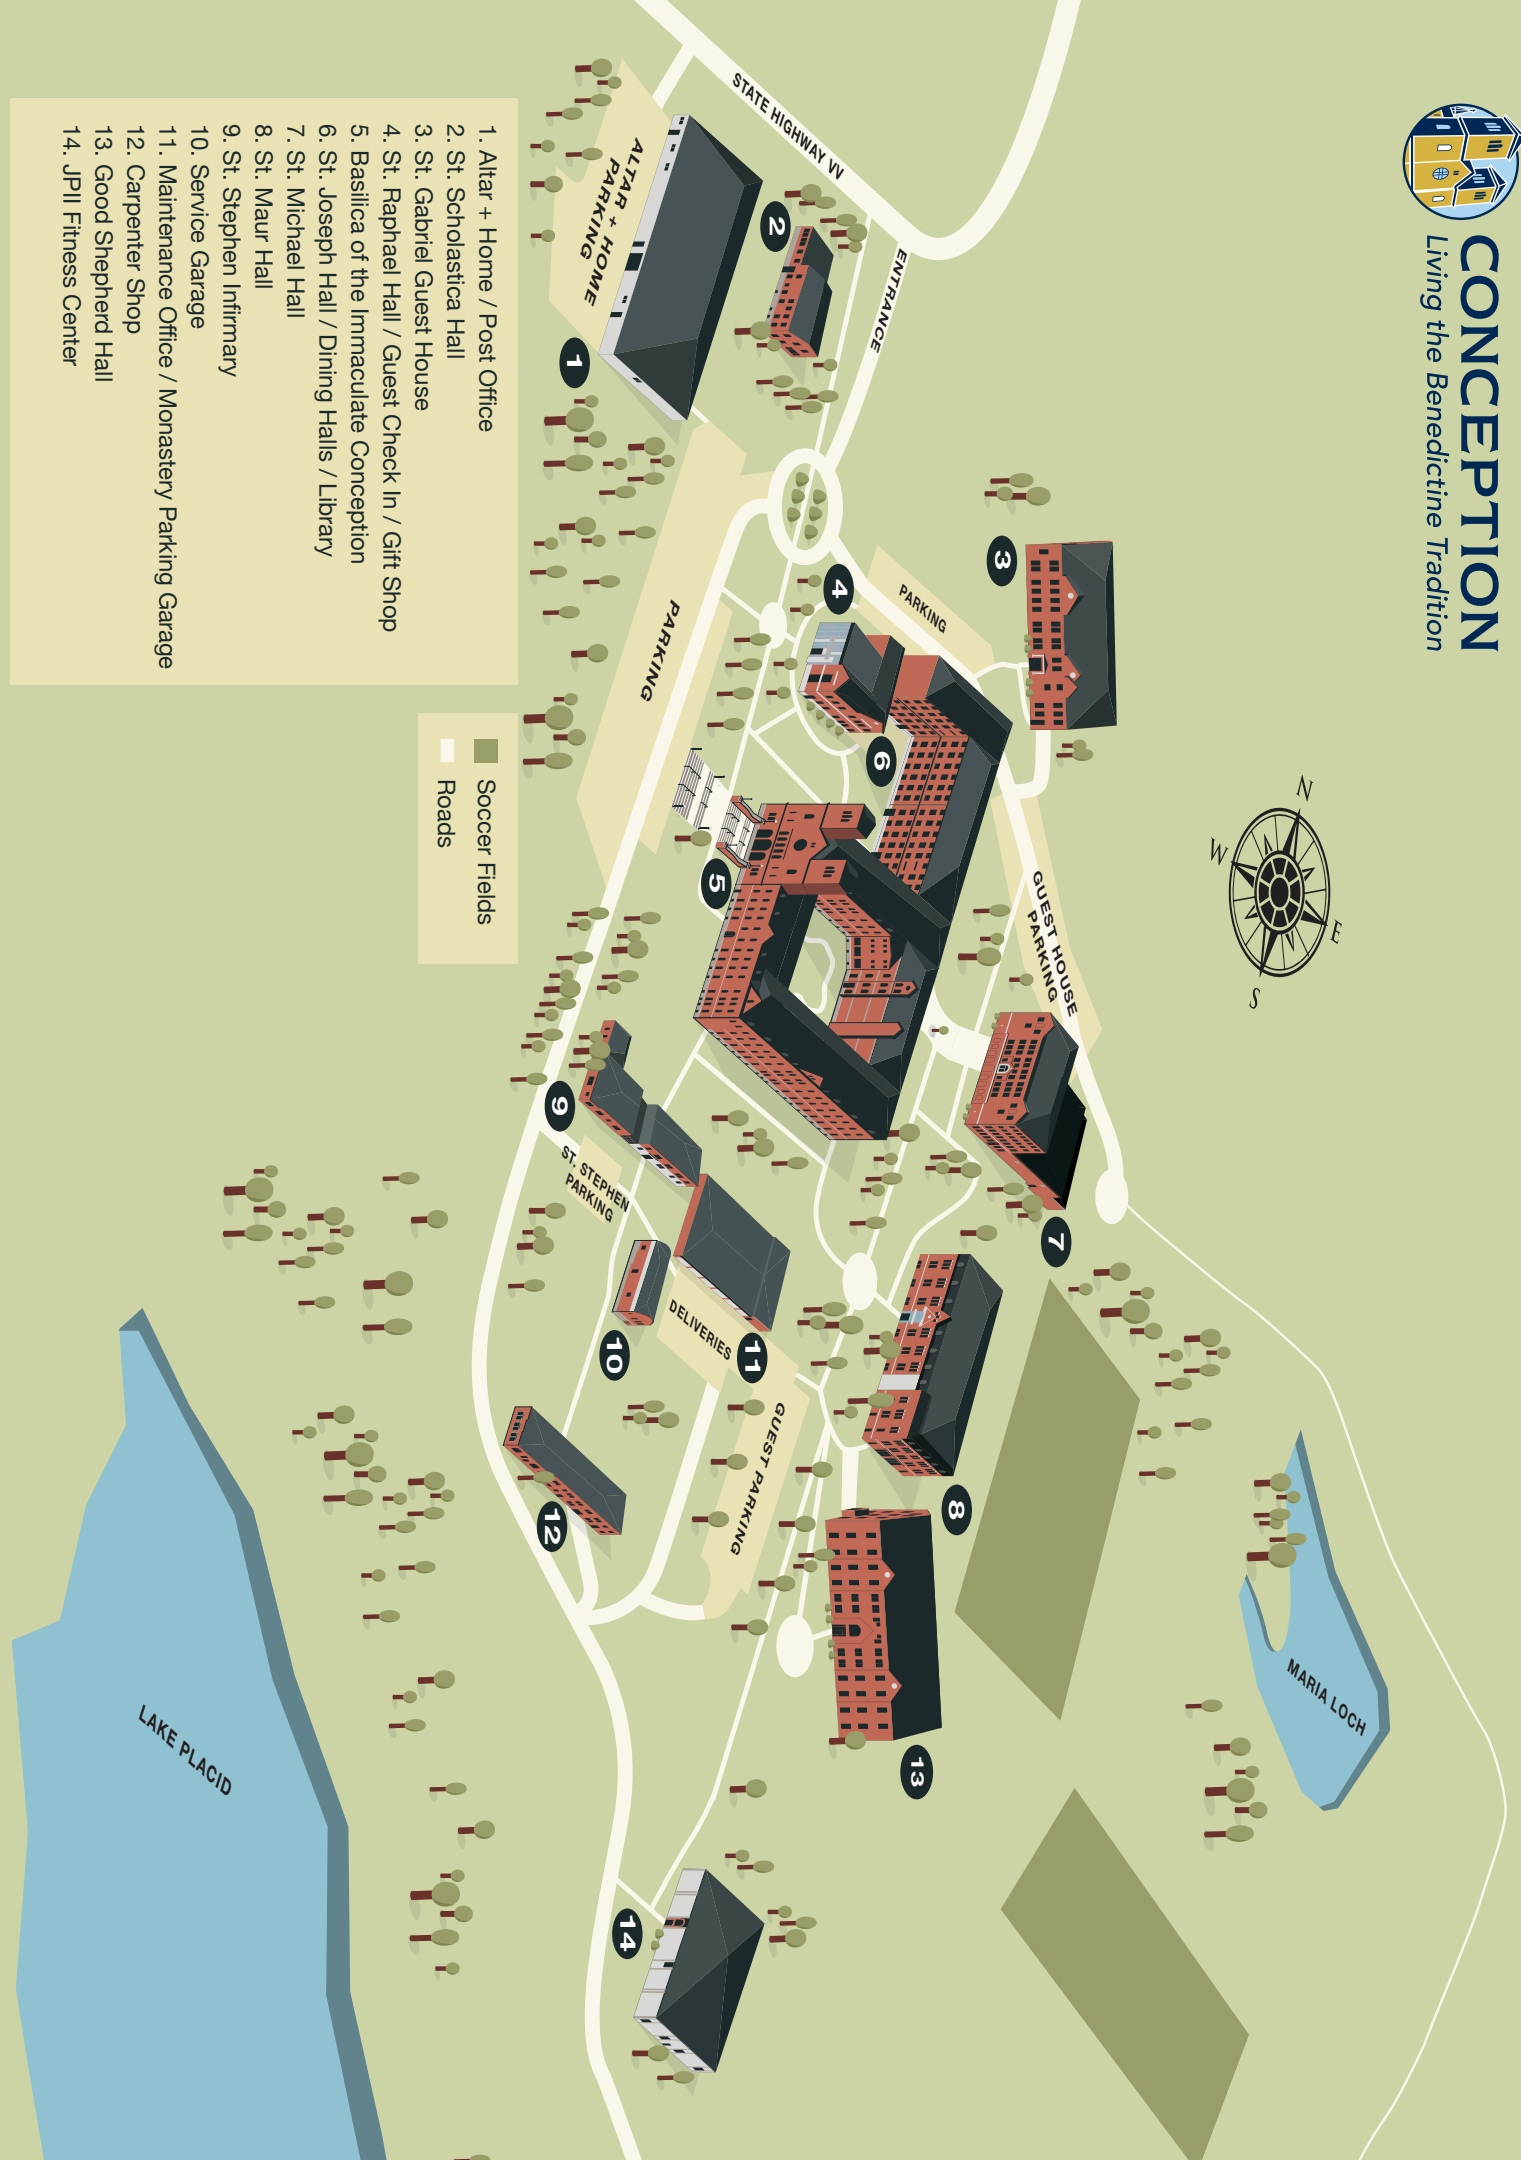 CONCEPTION
Living the Benedictine Tradition
N
E
S
W
STATE HIGHWAY VV
ENTRANCE
ALTAR + HOME
PARKING
PARKING
PARKING
GUEST HOUSE
PARKING
ST. STEPHEN
PARKING
DELIVERIES
GUEST PARKING
MARIA LOCH
LAKE PLACID
1
2
3
4
5
6
7
8
9
10
11
12
13
14
1. Altar + Home / Post Office
2. St. Scholastica Hall
3. St. Gabriel Guest House
4. St. Raphael Hall / Guest Check In / Gift Shop
5. Basilica of the Immaculate Conception
6. St. Joseph Hall / Dining Halls / Library
7. St. Michael Hall
8. St. Maur Hall
9. St. Stephen Infirmary
10. Service Garage
11. Maintenance Office / Monastery Parking Garage
12. Carpenter Shop
13. Good Shepherd Hall
14. JPII Fitness Center
Soccer Fields
Roads